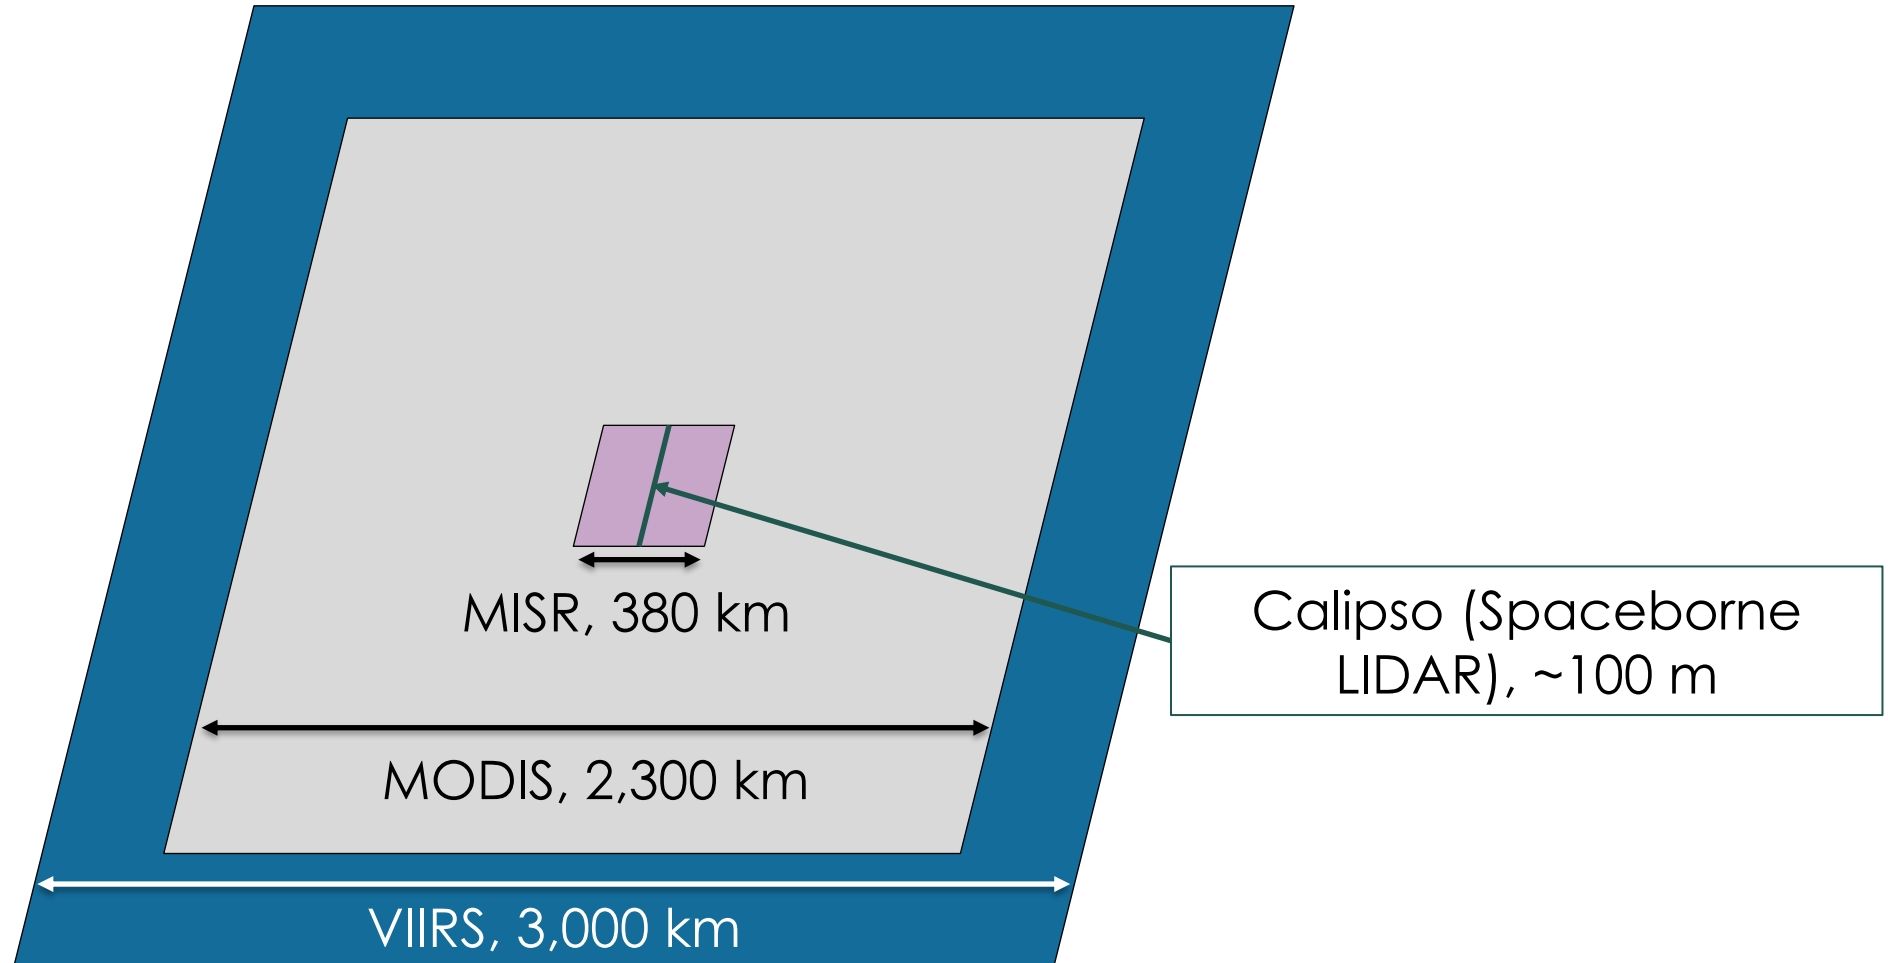 MISR, 380 km
Calipso (Spaceborne
LIDAR), ~100 m
MODIS, 2,300 km
VIIRS, 3,000 km